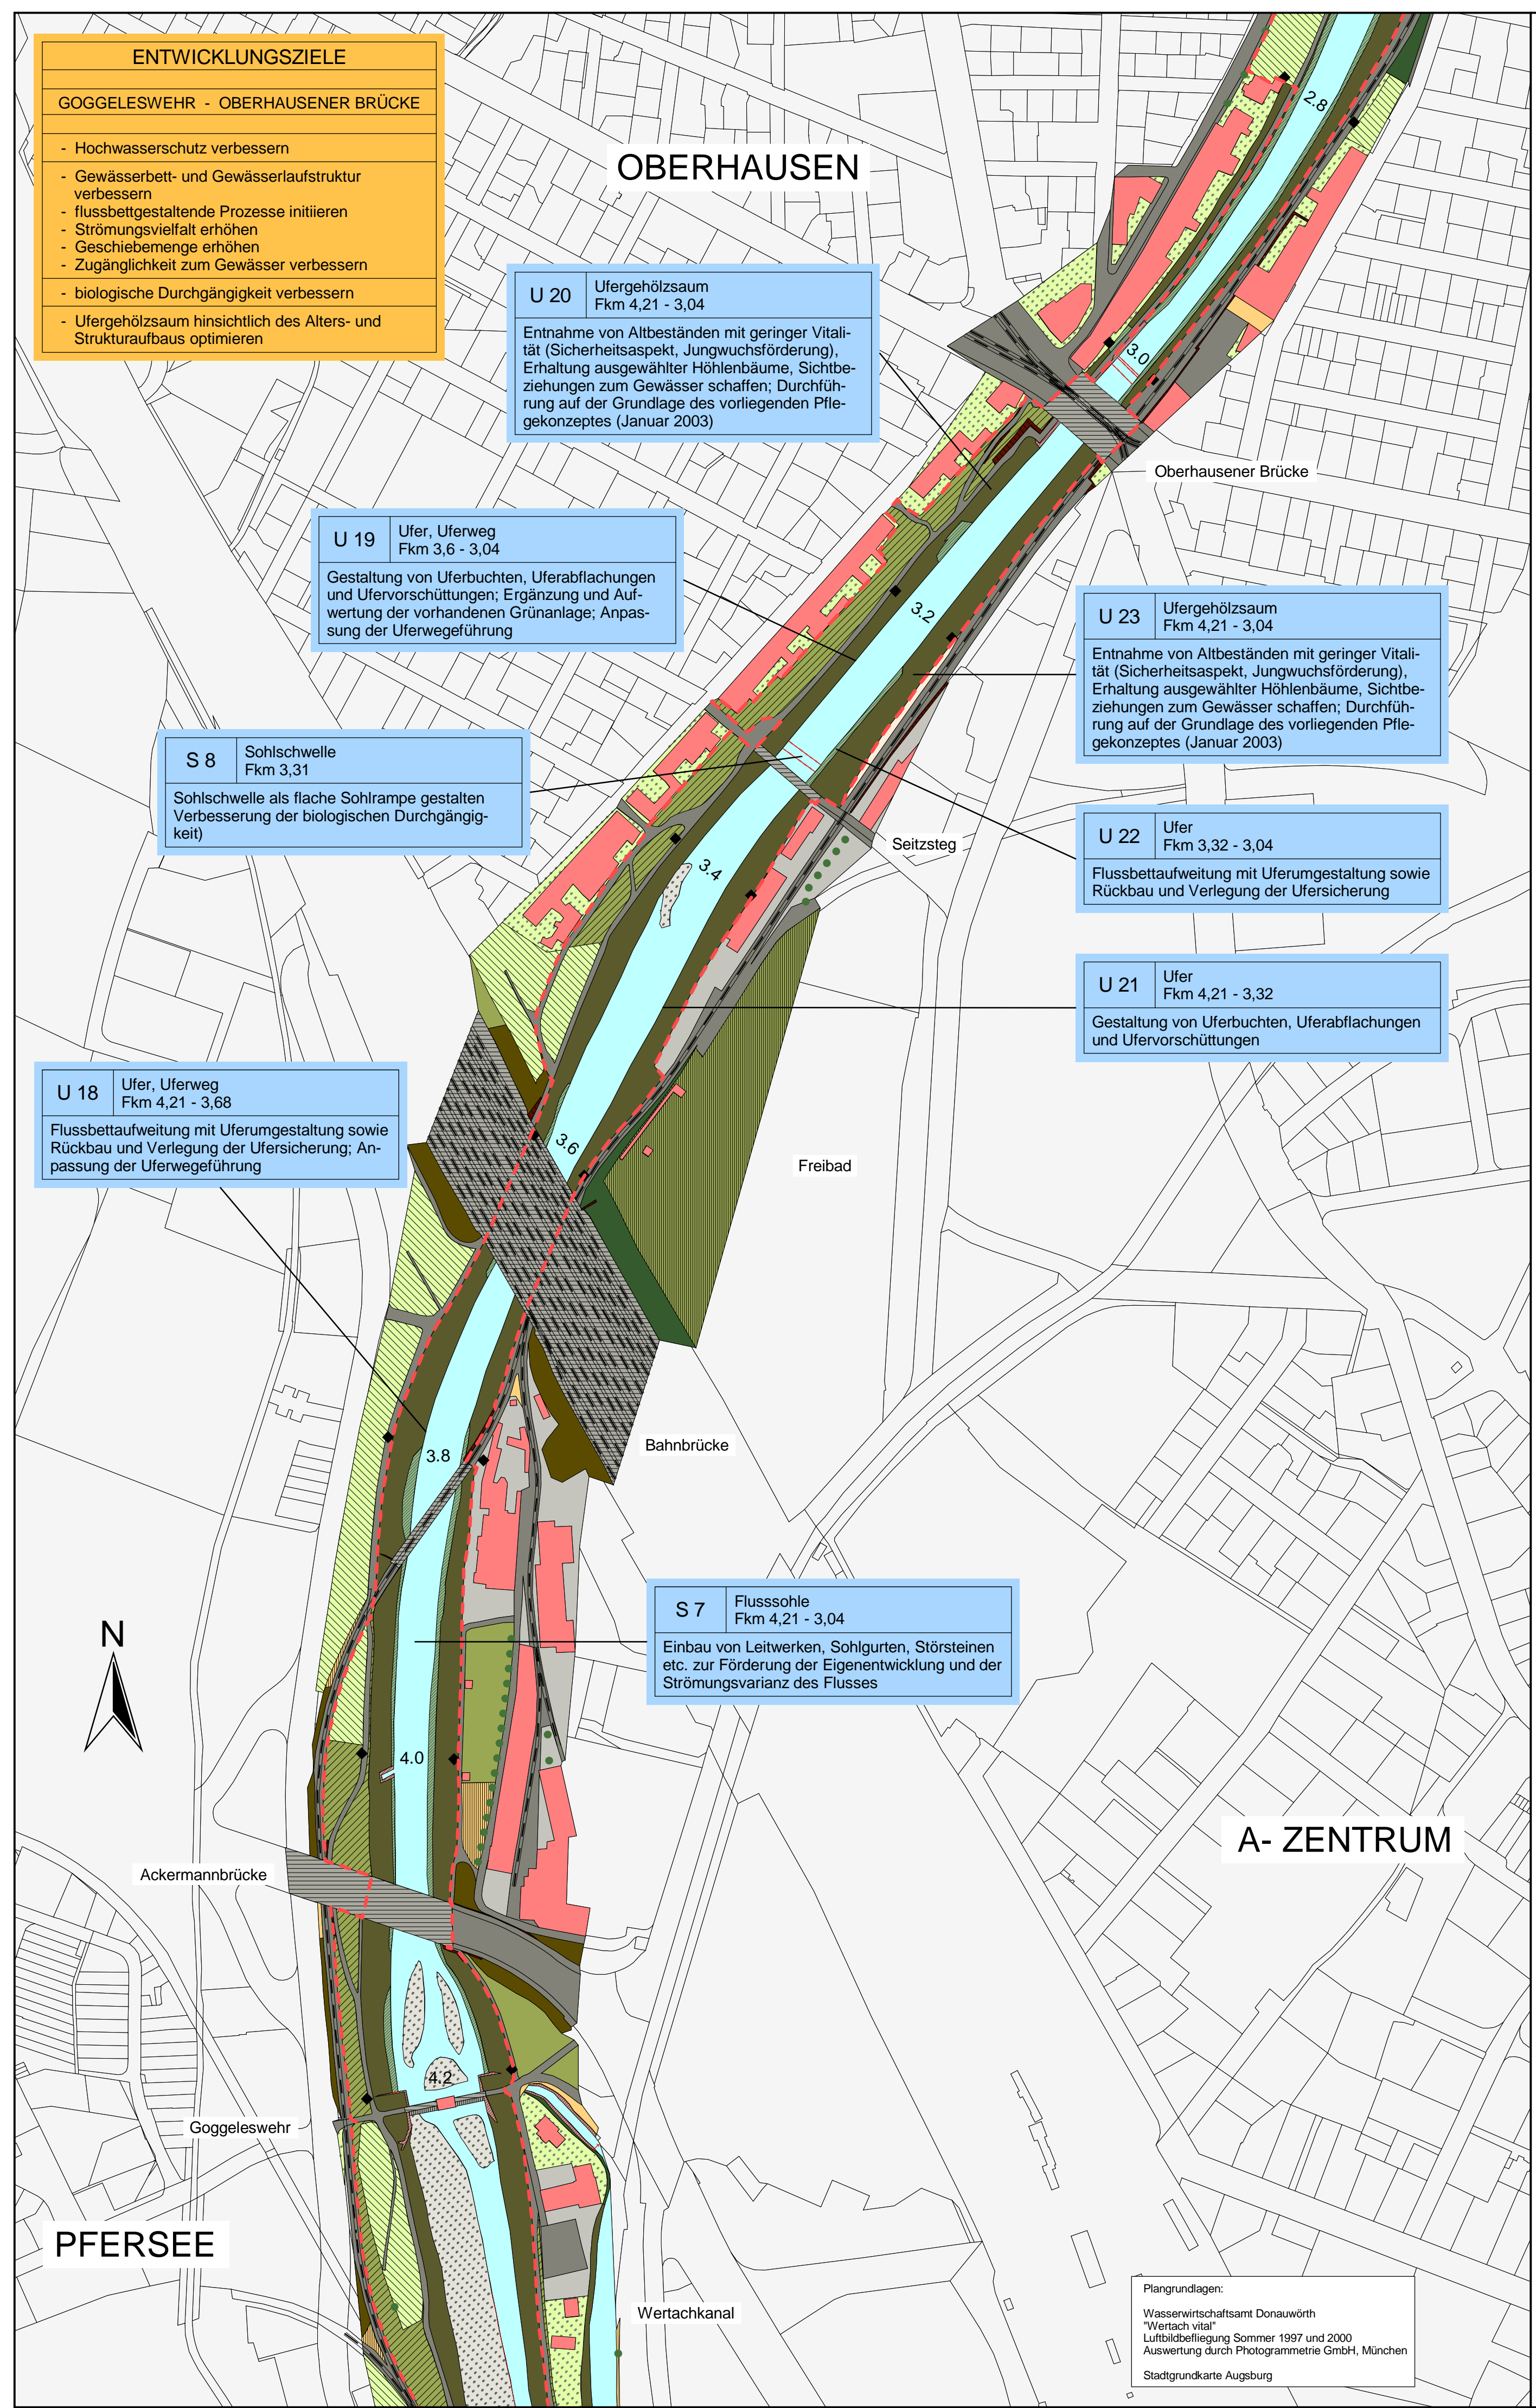 ENTWICKLUNGSZIELE
GOGGELESWEHR - OBERHAUSENER BRÜCKE
- Hochwasserschutz verbessern
- Gewässerbett- und Gewässerlaufstruktur
verbessern
- flussbettgestaltende Prozesse initiieren
- Strömungsvielfalt erhöhen
- Geschiebemenge erhöhen
- Zugänglichkeit zum Gewässer verbessern
- biologische Durchgängigkeit verbessern
- Ufergehölzsaum hinsichtlich des Alters- und
Strukturaufbaus optimieren
OBERHAUSEN
2.8
U 20
Ufergehölzsaum
Fkm 4,21 - 3,04
Entnahme von Altbeständen mit geringer Vitali-
tät (Sicherheitsaspekt, Jungwuchsförderung),
Erhaltung ausgewählter Höhlenbäume, Sichtbe-
ziehungen zum Gewässer schaffen; Durchfüh-
rung auf der Grundlage des vorliegenden Pfle-
gekonzeptes (Januar 2003)
3.0
Oberhausener Brücke
U 19
Ufer, Uferweg
Fkm 3,6 - 3,04
Gestaltung von Uferbuchten, Uferabflachungen
und Ufervorschüttungen; Ergänzung und Auf-
wertung der vorhandenen Grünanlage; Anpas-
sung der Uferwegeführung
3.2
U 23
Ufergehölzsaum
Fkm 4,21 - 3,04
Entnahme von Altbeständen mit geringer Vitali-
tät (Sicherheitsaspekt, Jungwuchsförderung),
Erhaltung ausgewählter Höhlenbäume, Sichtbe-
ziehungen zum Gewässer schaffen; Durchfüh-
rung auf der Grundlage des vorliegenden Pfle-
gekonzeptes (Januar 2003)
S 8
Sohlschwelle
Fkm 3,31
Sohlschwelle als flache Sohlrampe gestalten
Verbesserung der biologischen Durchgängig-
keit)
U 22
Ufer
Fkm 3,32 - 3,04
Flussbettaufweitung mit Uferumgestaltung sowie
Rückbau und Verlegung der Ufersicherung
Seitzsteg
3.4
U 21
Ufer
Fkm 4,21 - 3,32
Gestaltung von Uferbuchten, Uferabflachungen
und Ufervorschüttungen
U 18
Ufer, Uferweg
Fkm 4,21 - 3,68
Flussbettaufweitung mit Uferumgestaltung sowie
Rückbau und Verlegung der Ufersicherung; An-
passung der Uferwegeführung
3.6
Freibad
Bahnbrücke
3.8
S 7
Flusssohle
Fkm 4,21 - 3,04
Einbau von Leitwerken, Sohlgurten, Störsteinen
etc. zur Förderung der Eigenentwicklung und der
Strömungsvarianz des Flusses
N
4.0
A- ZENTRUM
Ackermannbrücke
4.2
Goggeleswehr
PFERSEE
Wertachkanal
Plangrundlagen:
Wasserwirtschaftsamt Donauwörth
"Wertach vital"
Luftbildbefliegung Sommer 1997 und 2000
Auswertung durch Photogrammetrie GmbH, München
Stadtgrundkarte Augsburg